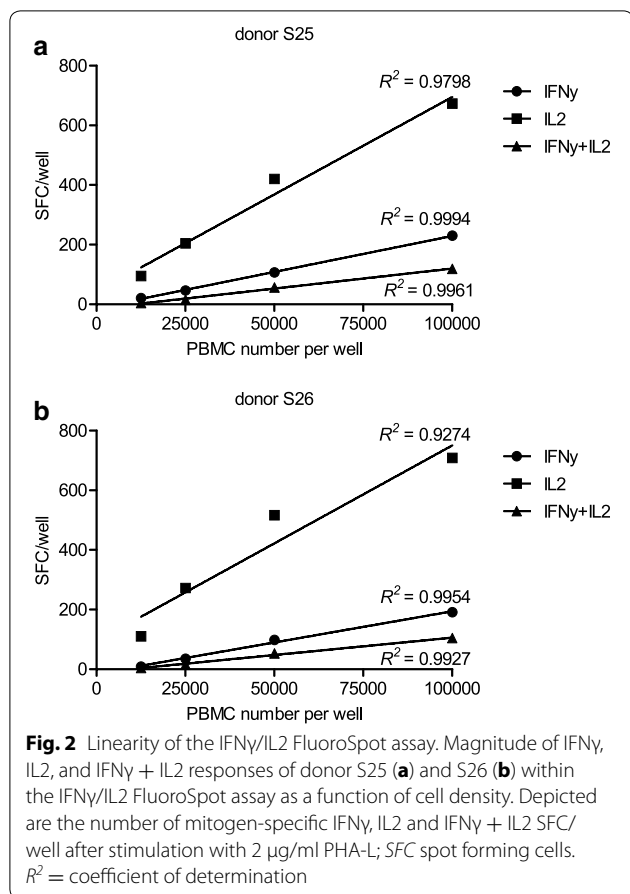 donor S25
a
800
600
400
200
0
SFC/well
R² = 0.9798
R² = 0.9994
R² = 0.9961
IFNy
IL2
IFNy+IL2
0 25000 50000 75000 100000
PBMC number per well
donor S26
b
800
600
400
200
0
SFC/well
R² = 0.9274
R² = 0.9954
R² = 0.9927
IFNy
IL2
IFNy+IL2
0 25000 50000 75000 100000
PBMC number per well
Fig. 2 Linearity of the IFNγ/IL2 FluoroSpot assay. Magnitude of IFNγ,
IL2, and IFNγ + IL2 responses of donor S25 (a) and S26 (b) within
the IFNγ/IL2 FluoroSpot assay as a function of cell density. Depicted
are the number of mitogen-specific IFNγ, IL2 and IFNγ + IL2 SFC/
well after stimulation with 2 μg/ml PHA-L; SFC spot forming cells.
R² = coefficient of determination